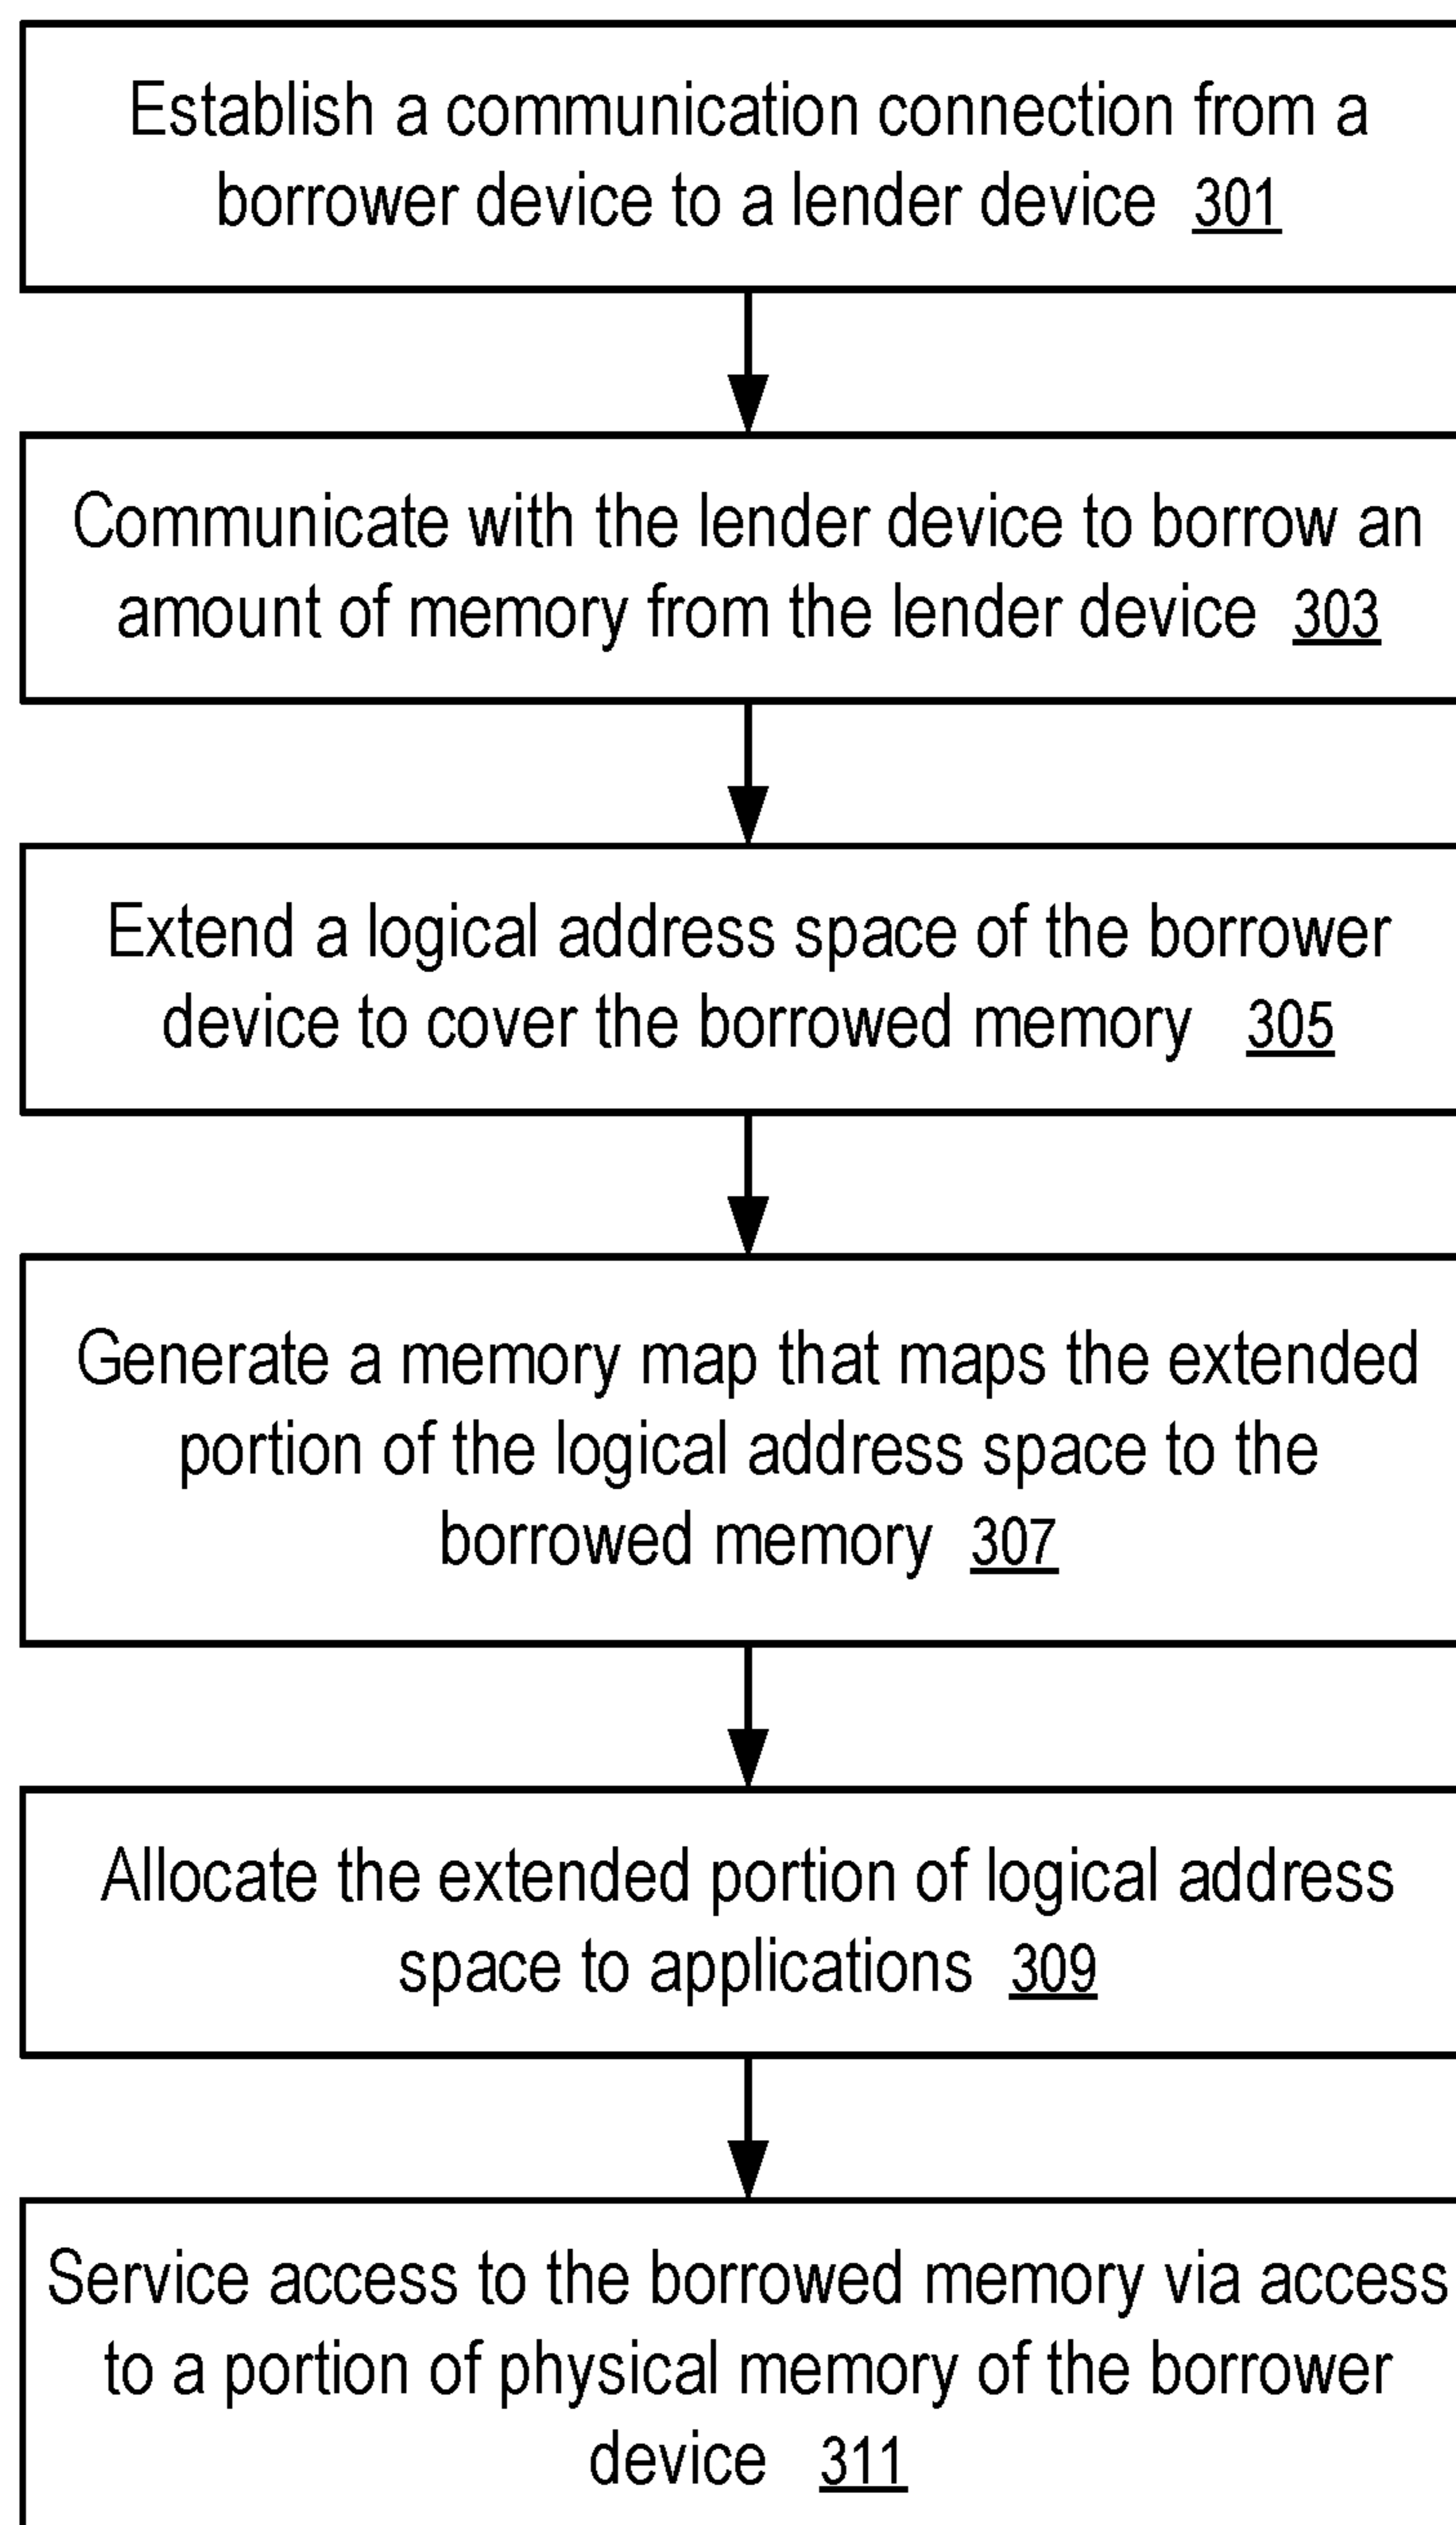 Establish a communication connection from a
borrower device to a lender device 301
Communicate with the lender device to borrow an
amount of memory from the lender device 303
Extend a logical address space of the borrower
device to cover the borrowed memory 305
Generate a memory map that maps the extended
portion of the logical address space to the
borrowed memory 307
Allocate the extended portion of logical address
space to applications 309
Service access to the borrowed memory via access
to a portion of physical memory of the borrower
device 311